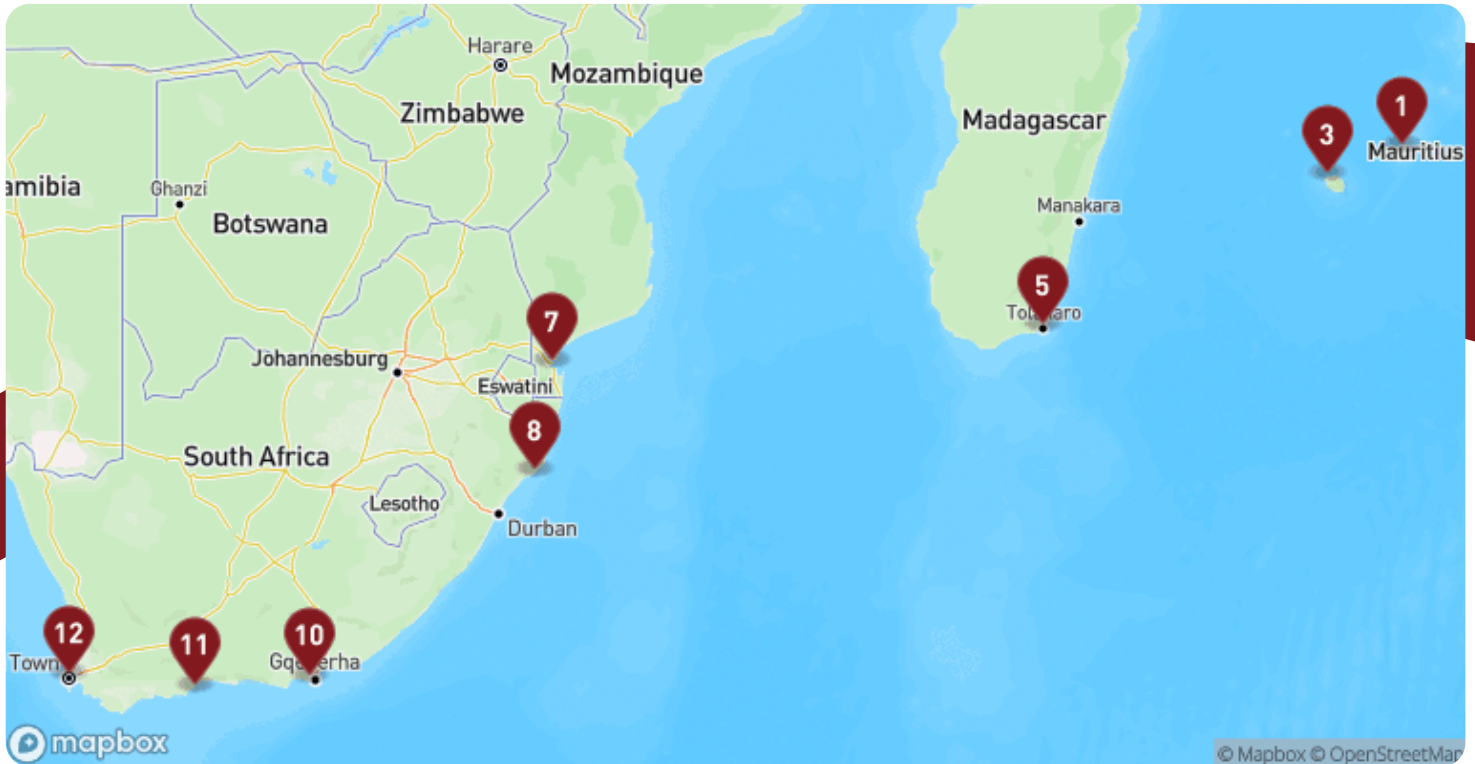 Harare
Mozambique
Zimbabwe
Madagascar
1
3
Mauritius
amibia
Ghanzi
Botswana
Manakara
5
7
Johannesburg
Eswatini
8
South Africa
Lesotho
Durban
12
11
10
Town
mapbox
© Mapbox © OpenStreetMap